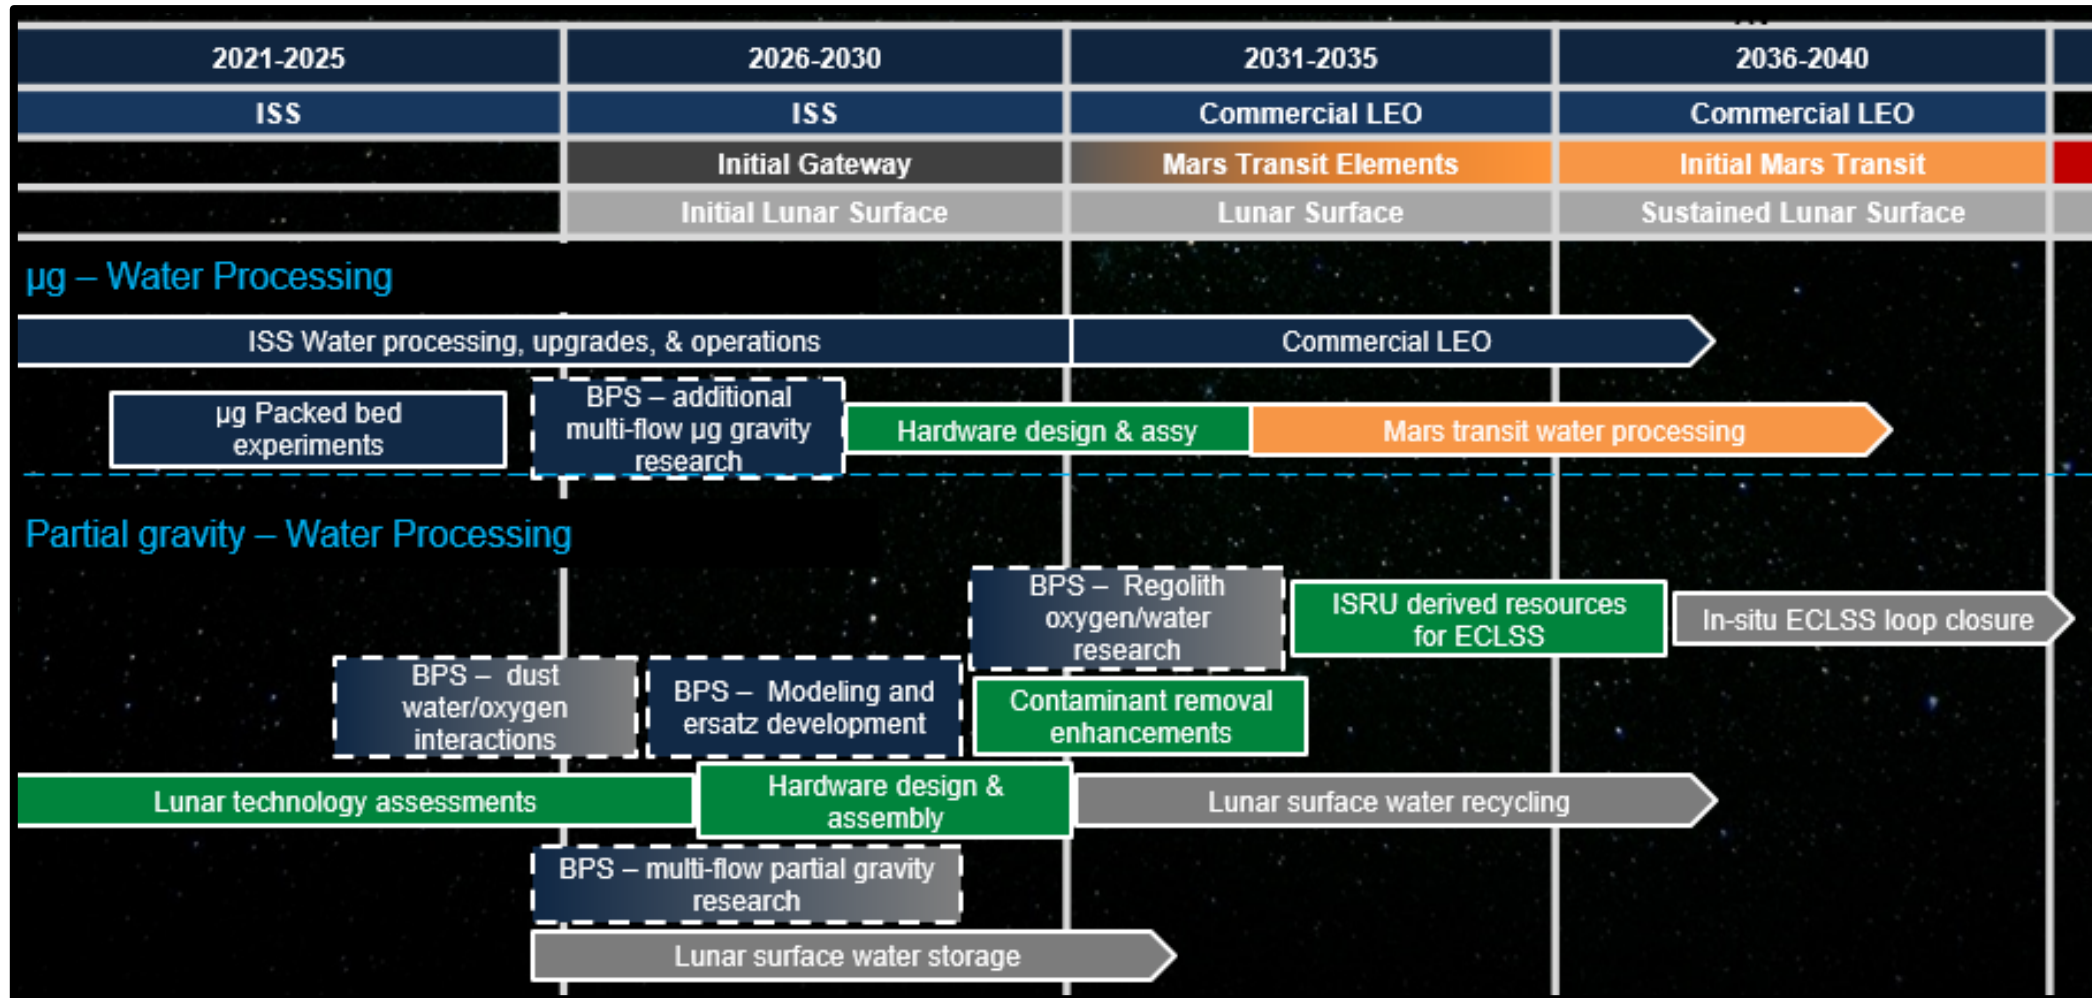 2021-2025
2026-2030
2031-2035
2036-2040
ISS
ISS
Commercial LEO
Commercial LEO
Initial Gateway
Mars Transit Elements
Initial Mars Transit
Initial Lunar Surface
Lunar Surface
Sustained Lunar Surface
µg – Water Processing
ISS Water processing, upgrades, & operations
Commercial LEO
µg Packed bed
experiments
BPS – additional
multi-flow µg gravity
research
Hardware design & assy
Mars transit water processing
Partial gravity – Water Processing
BPS – Regolith
oxygen/water
research
ISRU derived resources
for ECLSS
In-situ ECLSS loop closure
BPS – dust
water/oxygen
interactions
BPS – Modeling and
ersatz development
Contaminant removal
enhancements
Lunar technology assessments
Hardware design &
assembly
Lunar surface water recycling
BPS – multi-flow partial gravity
research
Lunar surface water storage